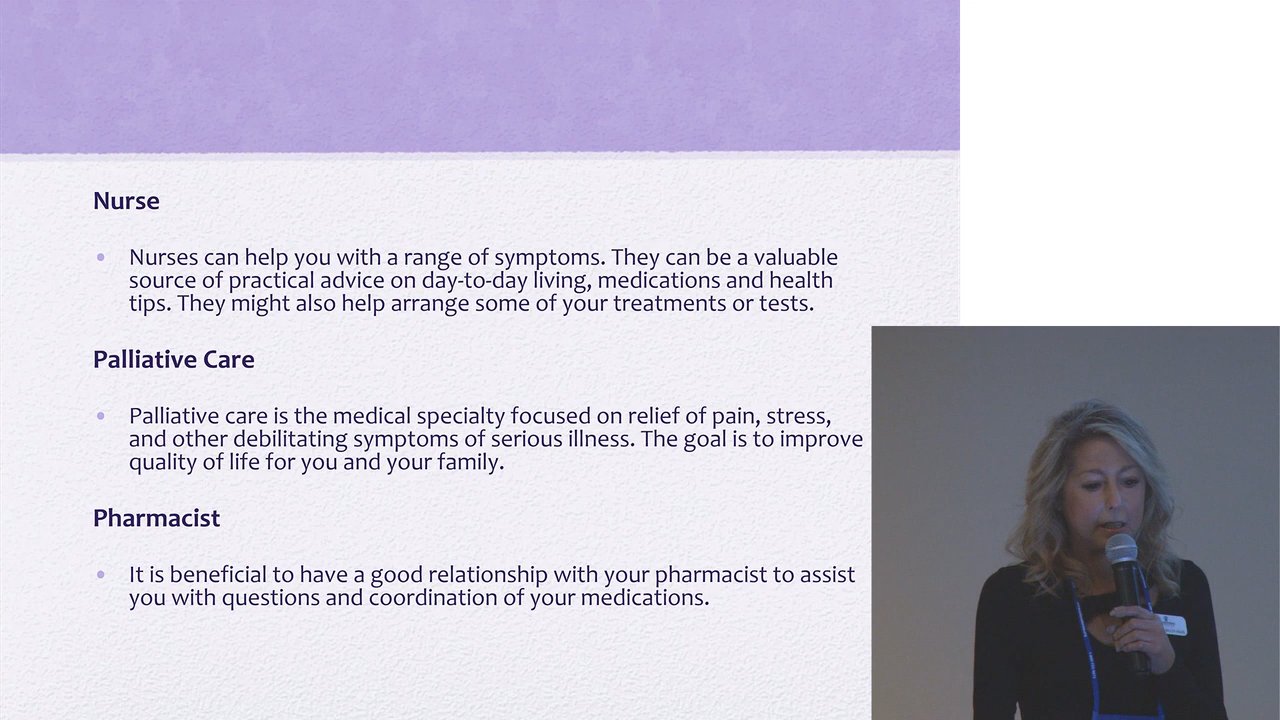 Nurse
Nurses can help you with a range of symptoms. They can be a valuable
source of practical advice on day-to-day living, medications and health
tips. They might also help arrange some of your treatments or tests.
Palliative Care
Palliative care is the medical specialty focused on relief of pain, stress,
and other debilitating symptoms of serious illness. The goal is to improve
quality of life for you and your family.
Pharmacist
It is beneficial to have a good relationship with your pharmacist to assist
you with questions and coordination of your medications.